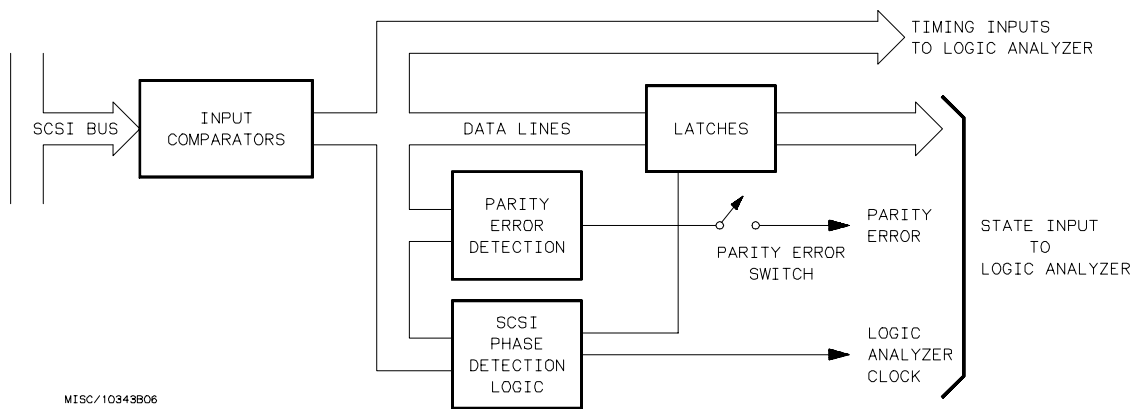 TIMING INPUTS
TO LOGIC ANALYZER
SCSI BUS
INPUT
COMPARATORS
DATA LINES
LATCHES
PARITY
ERROR
DETECTION
PARITY ERROR
SWITCH
PARITY
ERROR
STATE INPUT
TO
LOGIC ANALYZER
SCSI
PHASE
DETECTION
LOGIC
LOGIC
ANALYZER
CLOCK
MISC/10343B06